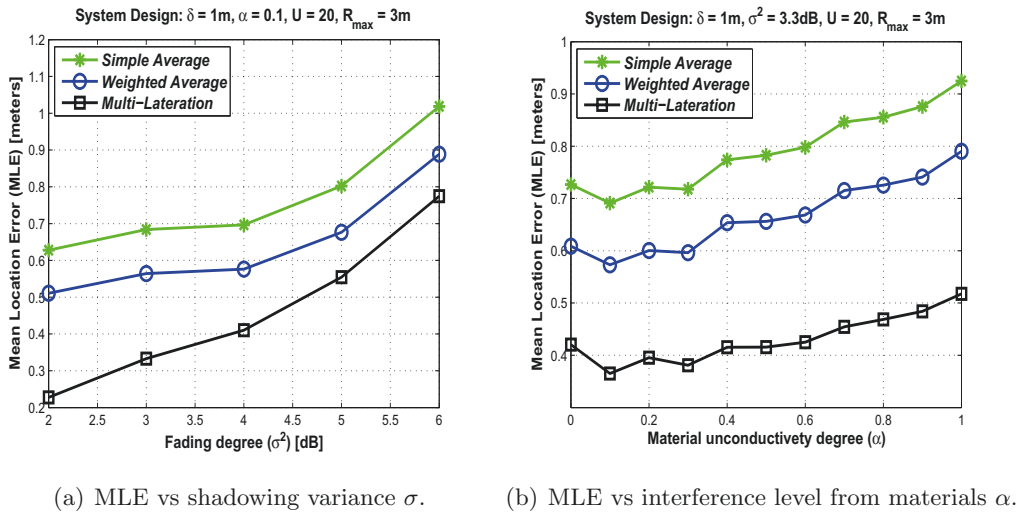 System Design: δ = 1m, α = 0.1, U = 20, R_max = 3m
Simple Average
Weighted Average
Multi−Lateration
Mean Location Error (MLE) [meters]
1.2
1.1
1
0.9
0.8
0.7
0.6
0.5
0.4
0.3
0.2
2 2.5 3 3.5 4 4.5 5 5.5 6
Fading degree (σ²) [dB]
(a) MLE vs shadowing variance σ.
System Design: δ = 1m, σ² = 3.3dB, U = 20, R_max = 3m
Simple Average
Weighted Average
Multi−Lateration
Mean Location Error (MLE) [meters]
1
0.9
0.8
0.7
0.6
0.5
0.4
0 0.2 0.4 0.6 0.8 1
Material unconductivety degree (α)
(b) MLE vs interference level from materials α.